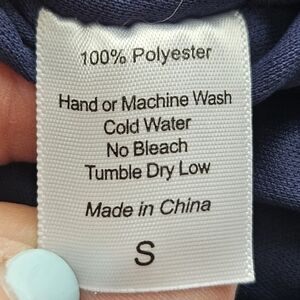 100% Polyester
Hand or Machine Wash
Cold Water
No Bleach
Tumble Dry Low
Made in China
S